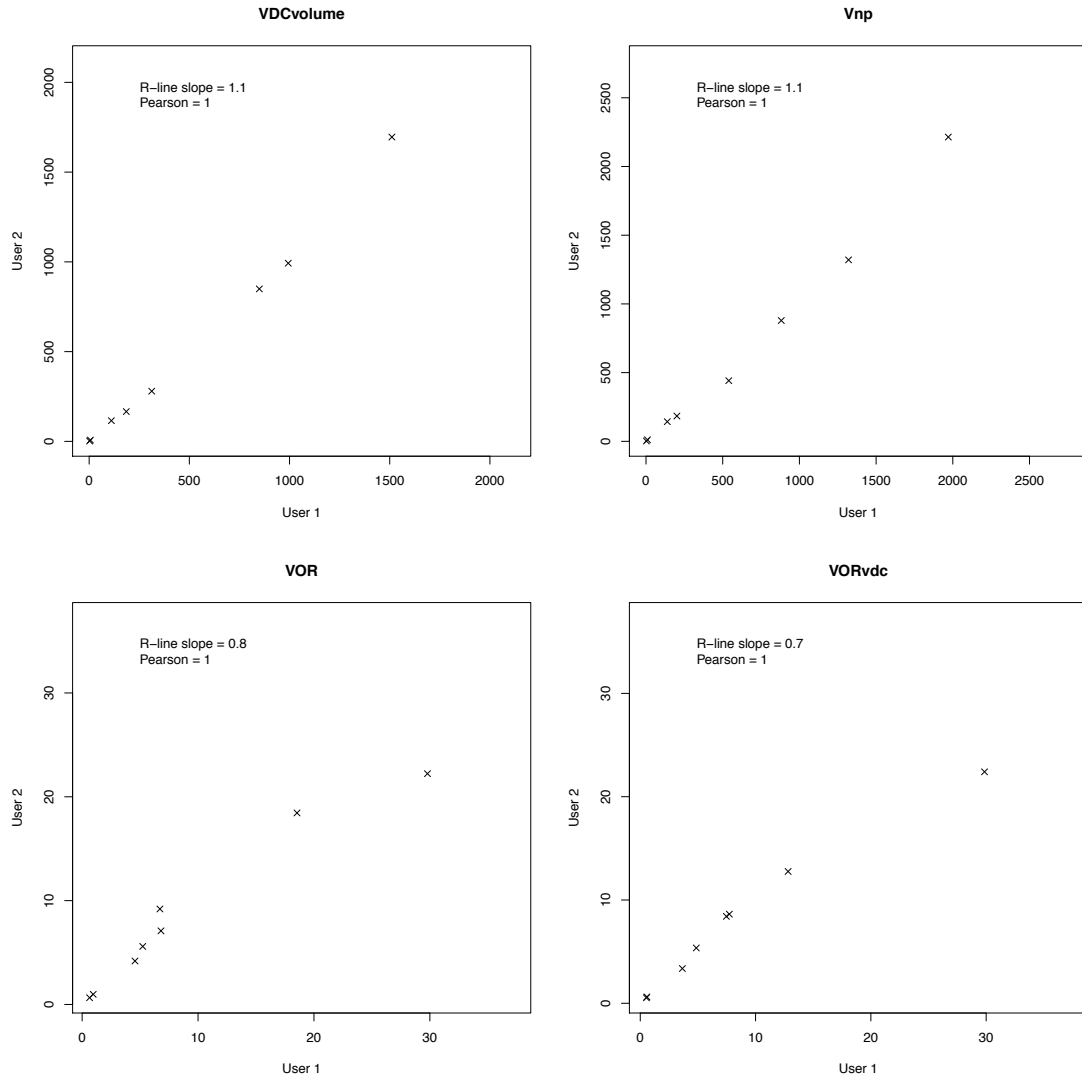 VDCvolume
R−line slope = 1.1
Pearson = 1
User 2
0
500
1000
1500
2000
0 500 1000 1500 2000
User 1
Vnp
R−line slope = 1.1
Pearson = 1
User 2
0
500
1000
1500
2000
2500
0 500 1000 1500 2000 2500
User 1
VOR
R−line slope = 0.8
Pearson = 1
User 2
0
10
20
30
0 10 20 30
User 1
VORvdc
R−line slope = 0.7
Pearson = 1
User 2
0
10
20
30
0 10 20 30
User 1